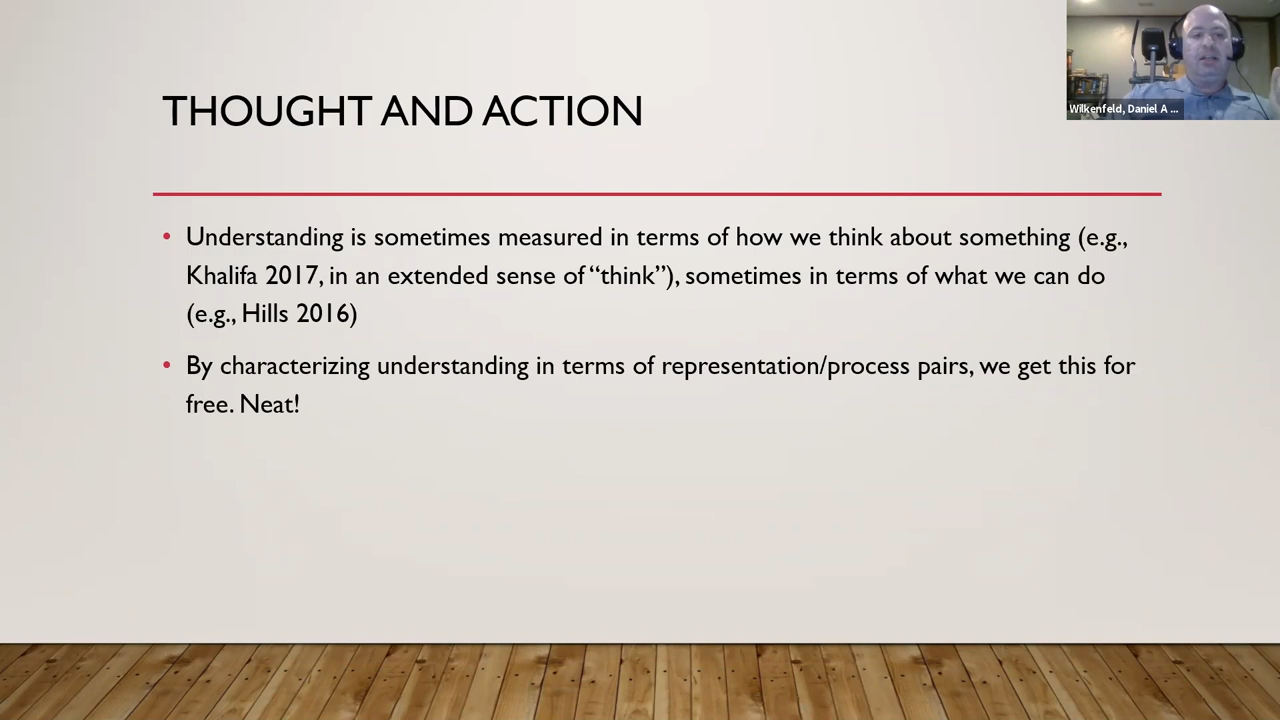 THOUGHT AND ACTION
Wilkenfeld, Daniel A ...
• Understanding is sometimes measured in terms of how we think about something (e.g.,
Khalifa 2017, in an extended sense of “think”), sometimes in terms of what we can do
(e.g., Hills 2016)
• By characterizing understanding in terms of representation/process pairs, we get this for
free. Neat!